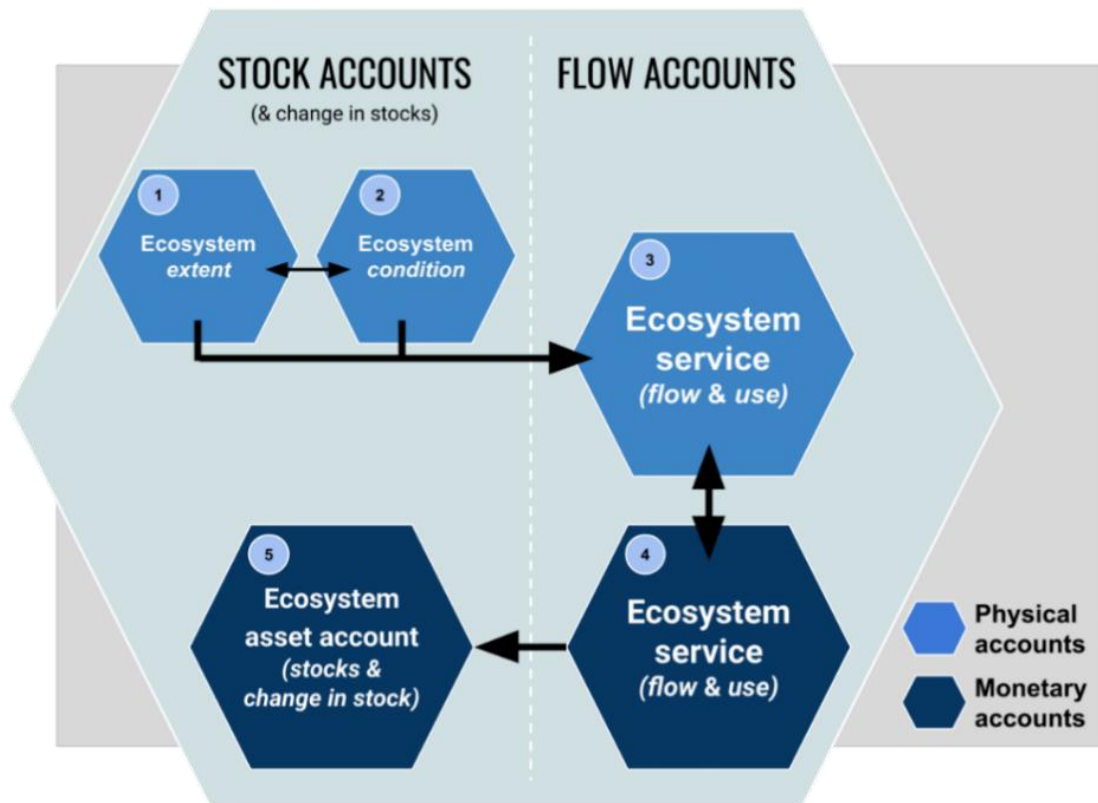 STOCK ACCOUNTS
(& change in stocks)
FLOW ACCOUNTS
1
Ecosystem
extent
2
Ecosystem
condition
3
Ecosystem
service
(flow & use)
5
Ecosystem
asset account
(stocks &
change in stock)
4
Ecosystem
service
(flow & use)
Physical
accounts
Monetary
accounts